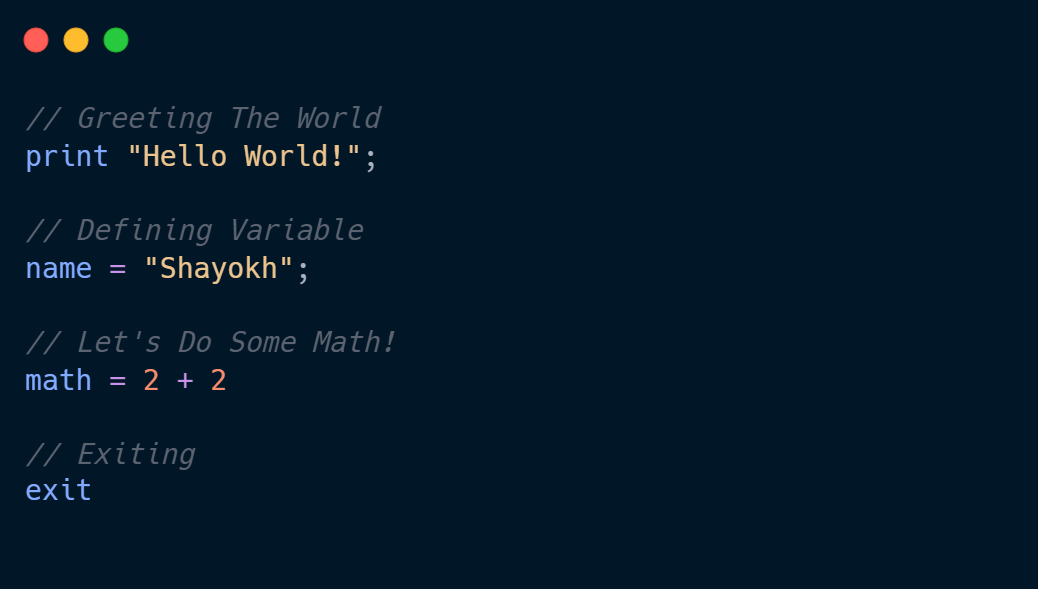 // Greeting The World
print "Hello World!";
// Defining Variable
name = "Shayokh";
// Let's Do Some Math!
math = 2 + 2
// Exiting
exit